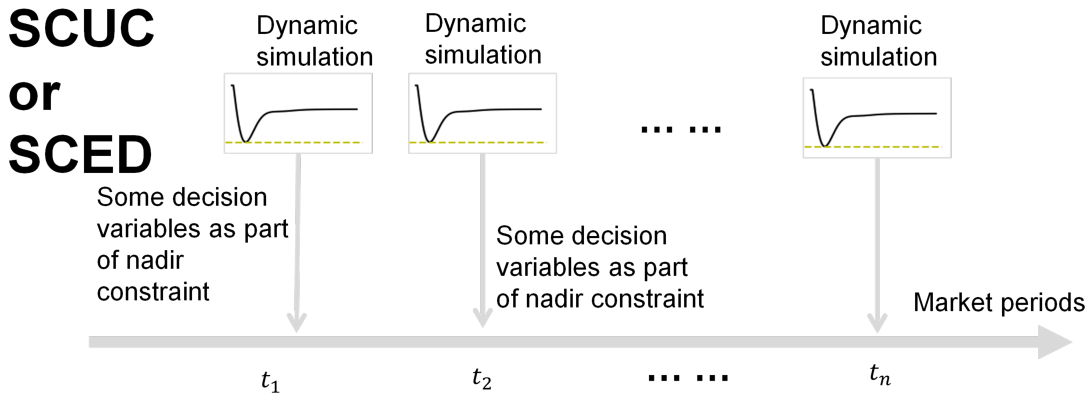 SCUC
or
SCED
Dynamic
simulation
Dynamic
simulation
... ...
Dynamic
simulation
Some decision
variables as part
of nadir
constraint
Some decision
variables as part
of nadir constraint
Market periods
t₁
t₂
... ...
tₙ